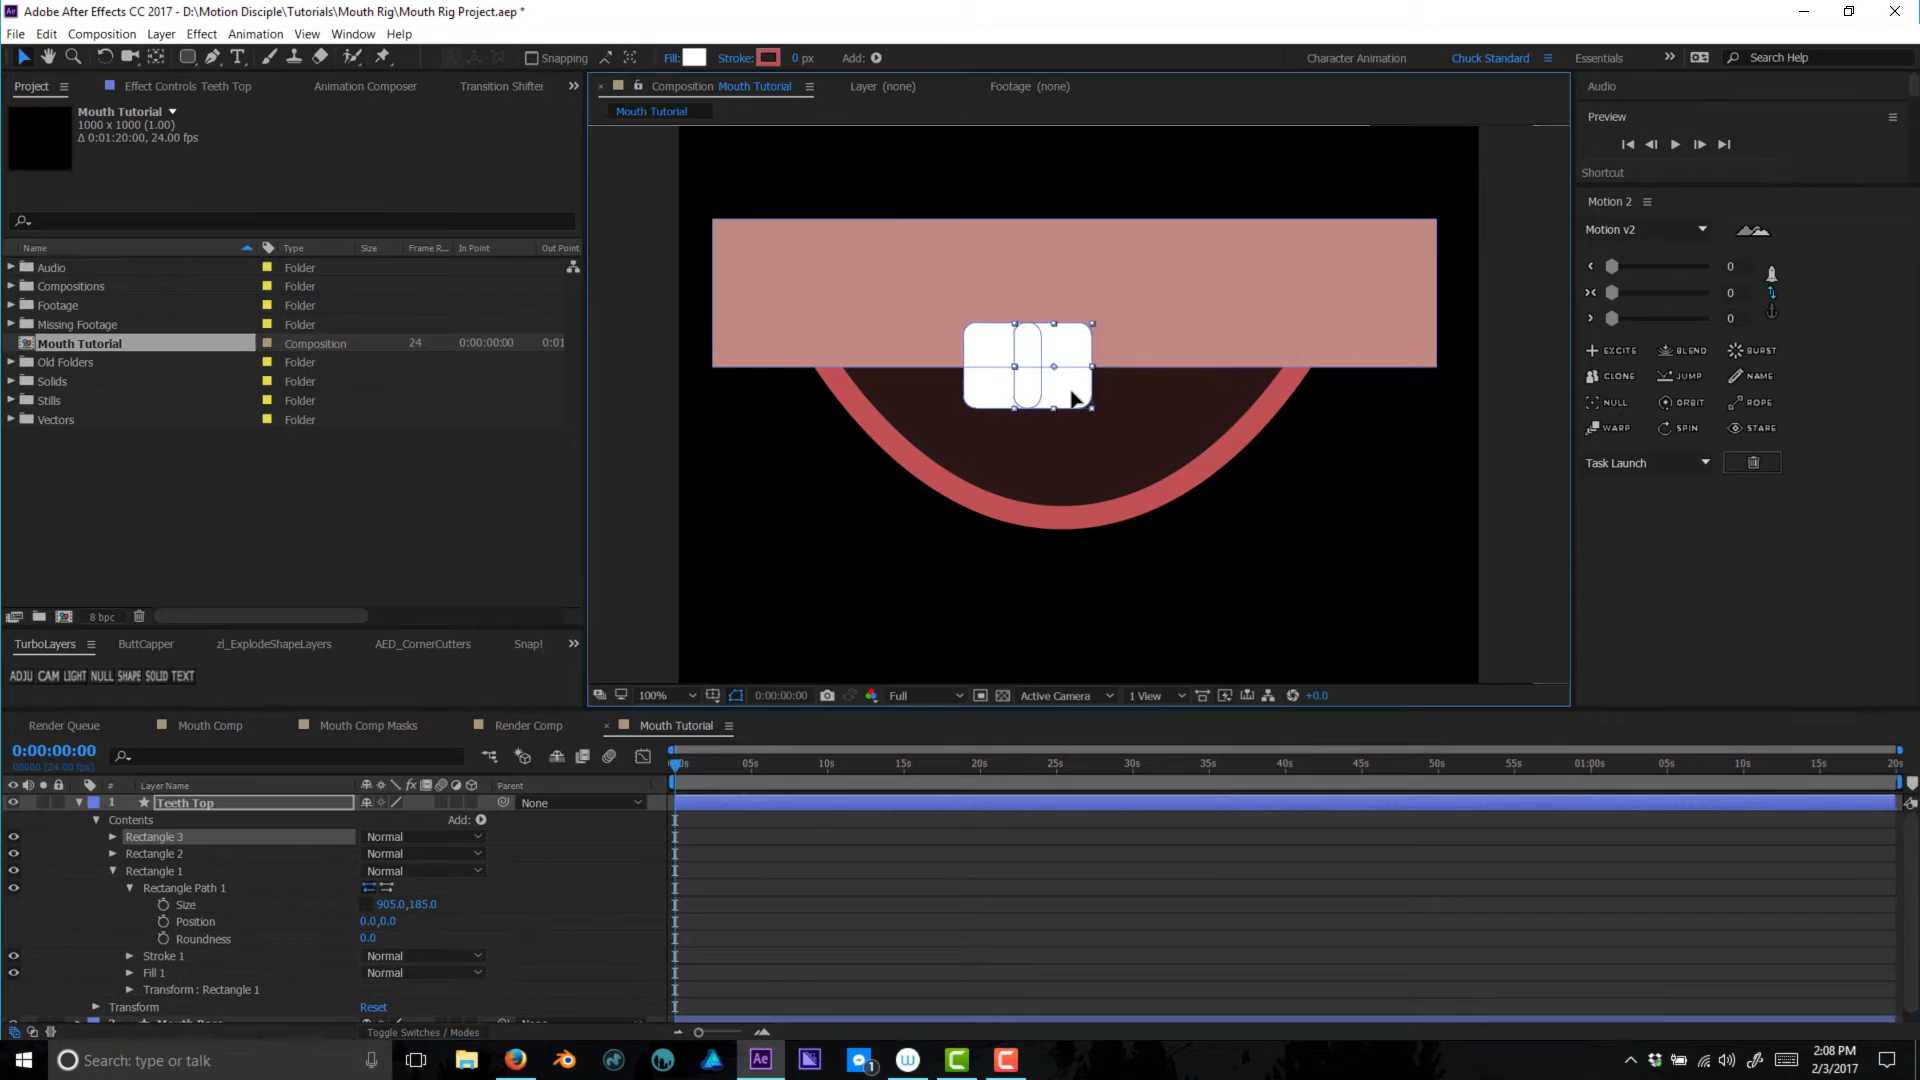 Adobe After Effects CC 2017 - D:\Motion Disciple\Tutorials\Mouth Rig\Mouth Rig Project.aep *
File Edit Composition Layer Effect Animation View Window Help
Snapping Fill: Stroke: 0 px Add: Character Animation Chuck Standard Essentials Search Help
Project Effect Controls Teeth Top Animation Composer Transition Shifter
Composition Mouth Tutorial Layer (none) Footage (none)
Mouth Tutorial
Mouth Tutorial
1000 x 1000 (1.00)
Δ 0:01:20:00, 24.00 fps
Name Type Size Frame R... In Point Out Point
Audio Folder
Compositions Folder
Footage Folder
Missing Footage Folder
Mouth Tutorial Composition 24 0:00:00:00 0:01
Old Folders Folder
Solids Folder
Stills Folder
Vectors Folder
8 bpc
TurboLayers ButtCapper zl_ExplodeShapeLayers AED_CornerCutters Snap!
ADJU CAM LIGHT NULL SHAPE SOLID TEXT
100% 0:00:00:00 Full Active Camera 1 View +0.0
Audio
Preview
Shortcut
Motion 2
Motion v2
0
0
0
EXCITE BLEND BURST
CLONE JUMP NAME
NULL ORBIT ROPE
WARP SPIN STARE
Task Launch
Render Queue Mouth Comp Mouth Comp Masks Render Comp Mouth Tutorial
0:00:00:00
00000 (24.00 fps)
00s 05s 10s 15s 20s 25s 30s 35s 40s 45s 50s 55s 01:00s 05s 10s 15s 20s
# Layer Name Parent
1 Teeth Top None
Contents Add:
Rectangle 3 Normal
Rectangle 2 Normal
Rectangle 1 Normal
Rectangle Path 1
Size 905.0,185.0
Position 0.0,0.0
Roundness 0.0
Stroke 1 Normal
Fill 1 Normal
Transform : Rectangle 1
Transform Reset
Toggle Switches / Modes
Search: type or talk
Ae
1
2:08 PM
2/3/2017